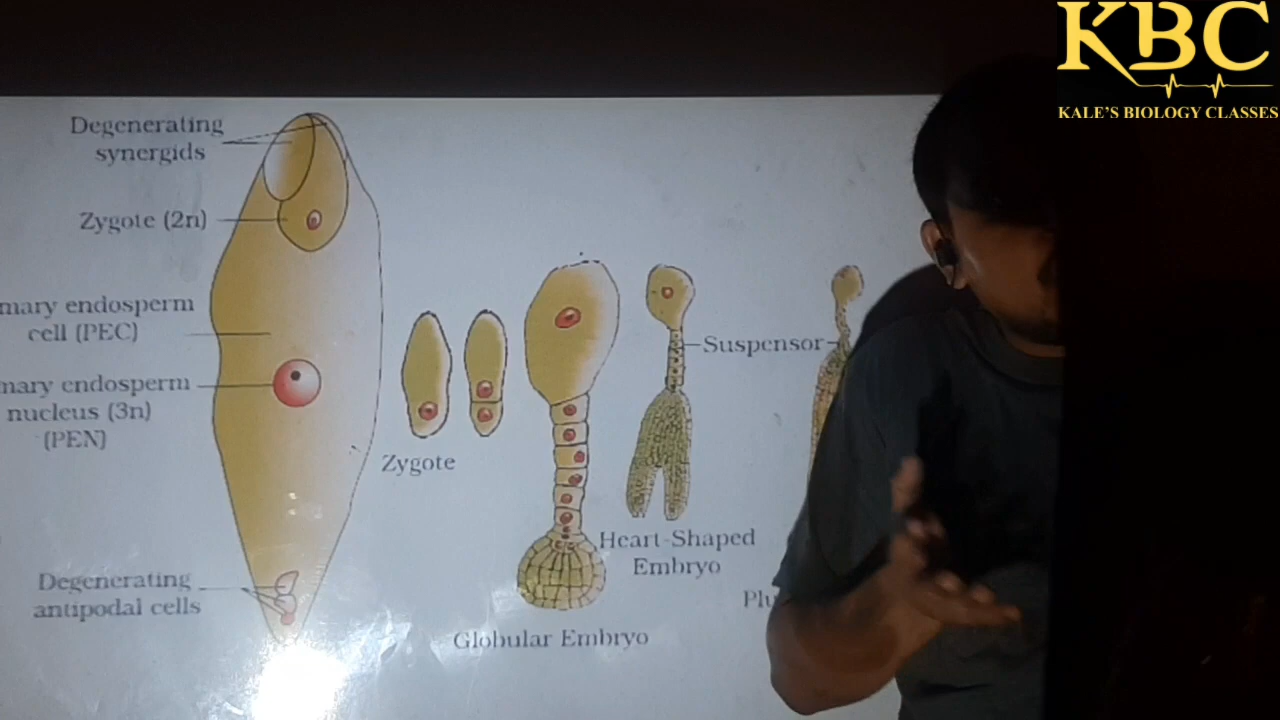 KBC
KALE'S BIOLOGY CLASSES
Degenerating
synergids
Zygote (2n)
mary endosperm
cell (PEC)
mary endosperm
nucleus (3n)
(PEN)
Degenerating
antipodal cells
Zygote
Globular Embryo
Suspensor
Heart-Shaped
Embryo
Plu